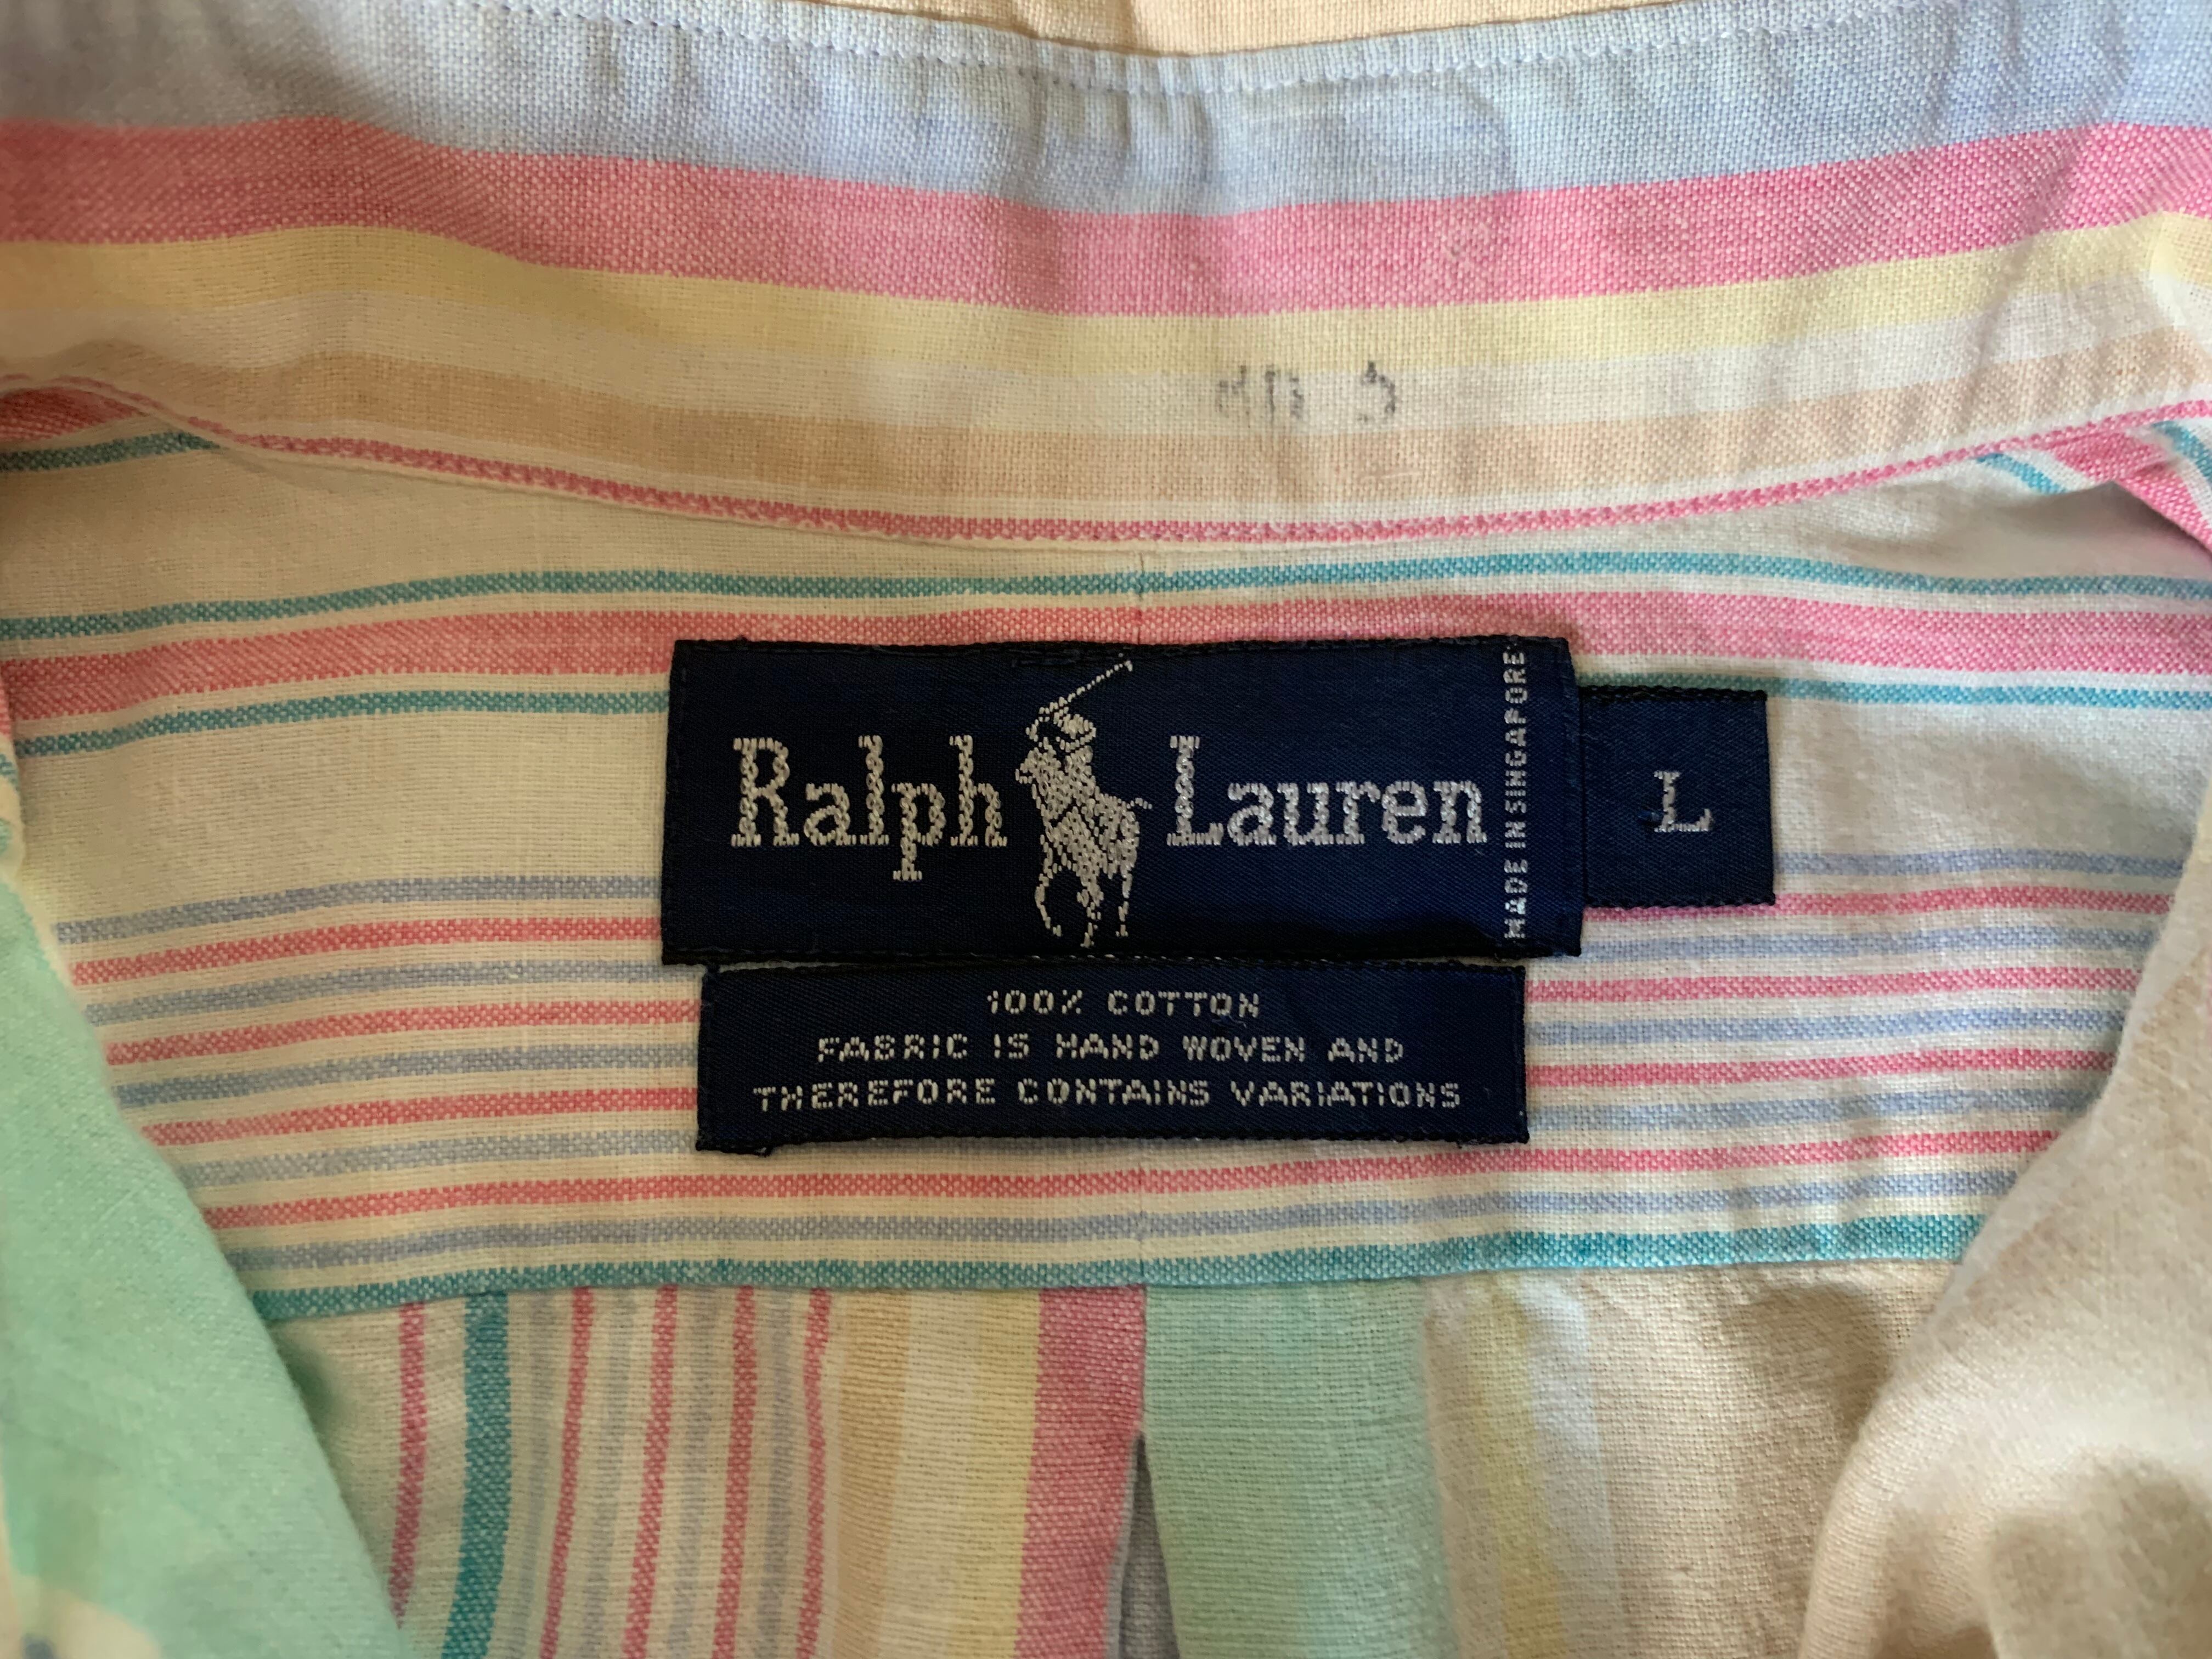 Ralph Lauren
MADE IN SINGAPORE
L
100% COTTON
FABRIC IS HAND WOVEN AND
THEREFORE CONTAINS VARIATIONS